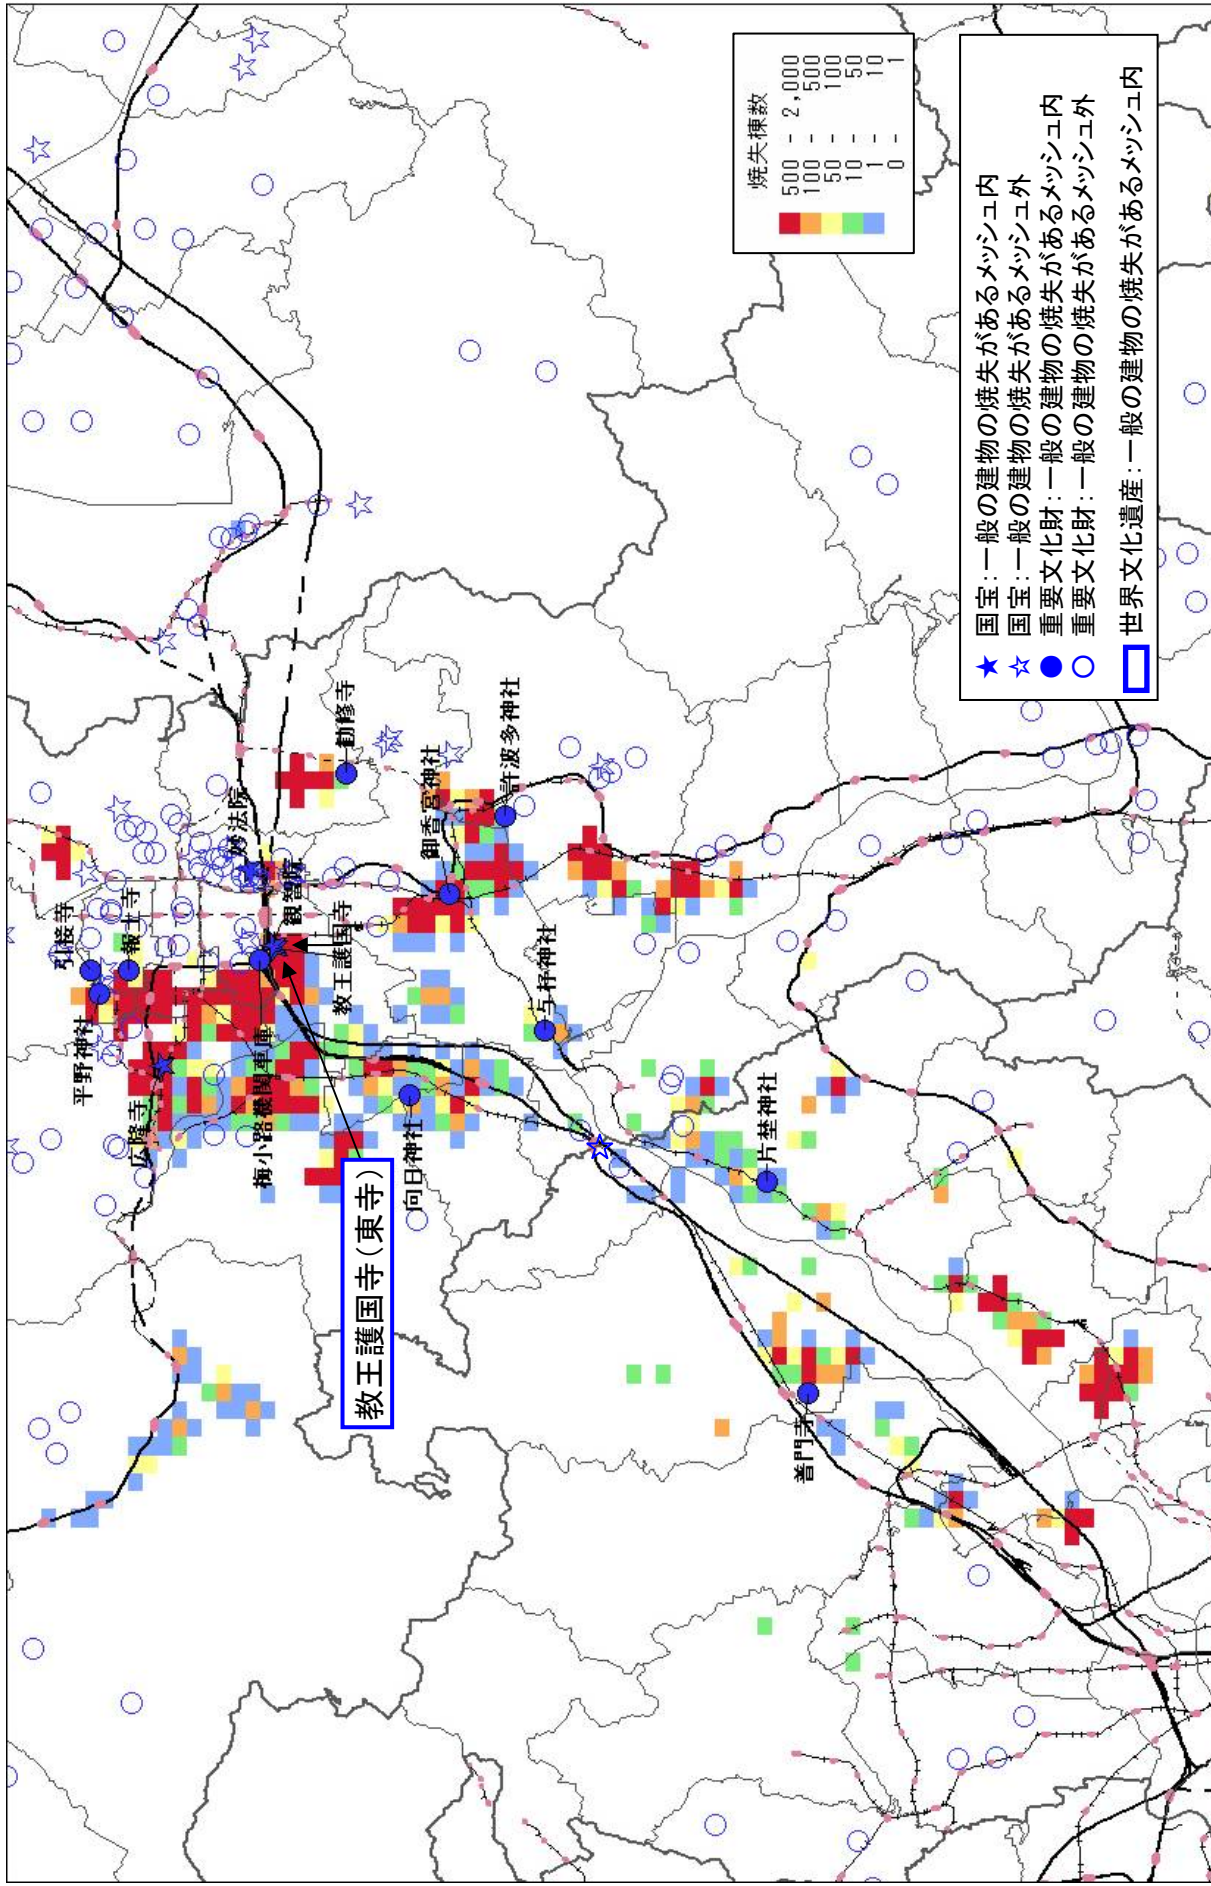 引接寺
平野神社
報土寺
広隆寺
妙法院
観智院
教王護国寺
梅小路機関車庫
教王護国寺(東寺)
勧修寺
向日神社
御香宮神社
許波多神社
与杼神社
片埜神社
普門寺
焼失棟数
500 - 2,000
100 - 500
50 - 100
10 - 50
1 - 10
0 - 1
国宝:一般の建物の焼失があるメッシュ内
国宝:一般の建物の焼失があるメッシュ外
重要文化財:一般の建物の焼失があるメッシュ内
重要文化財:一般の建物の焼失があるメッシュ外
世界文化遺産:一般の建物の焼失があるメッシュ内